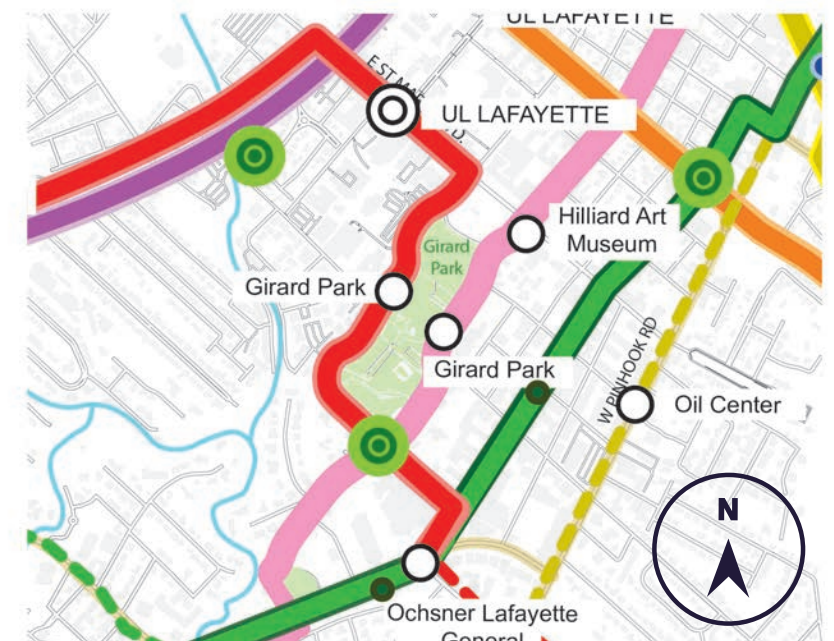 UL LAFAYETTE
UL LAFAYETTE
Hilliard Art
Museum
Girard
Park
Girard Park
Girard Park
W PINHOOK RD
Oil Center
N
Ochsner Lafayette
General